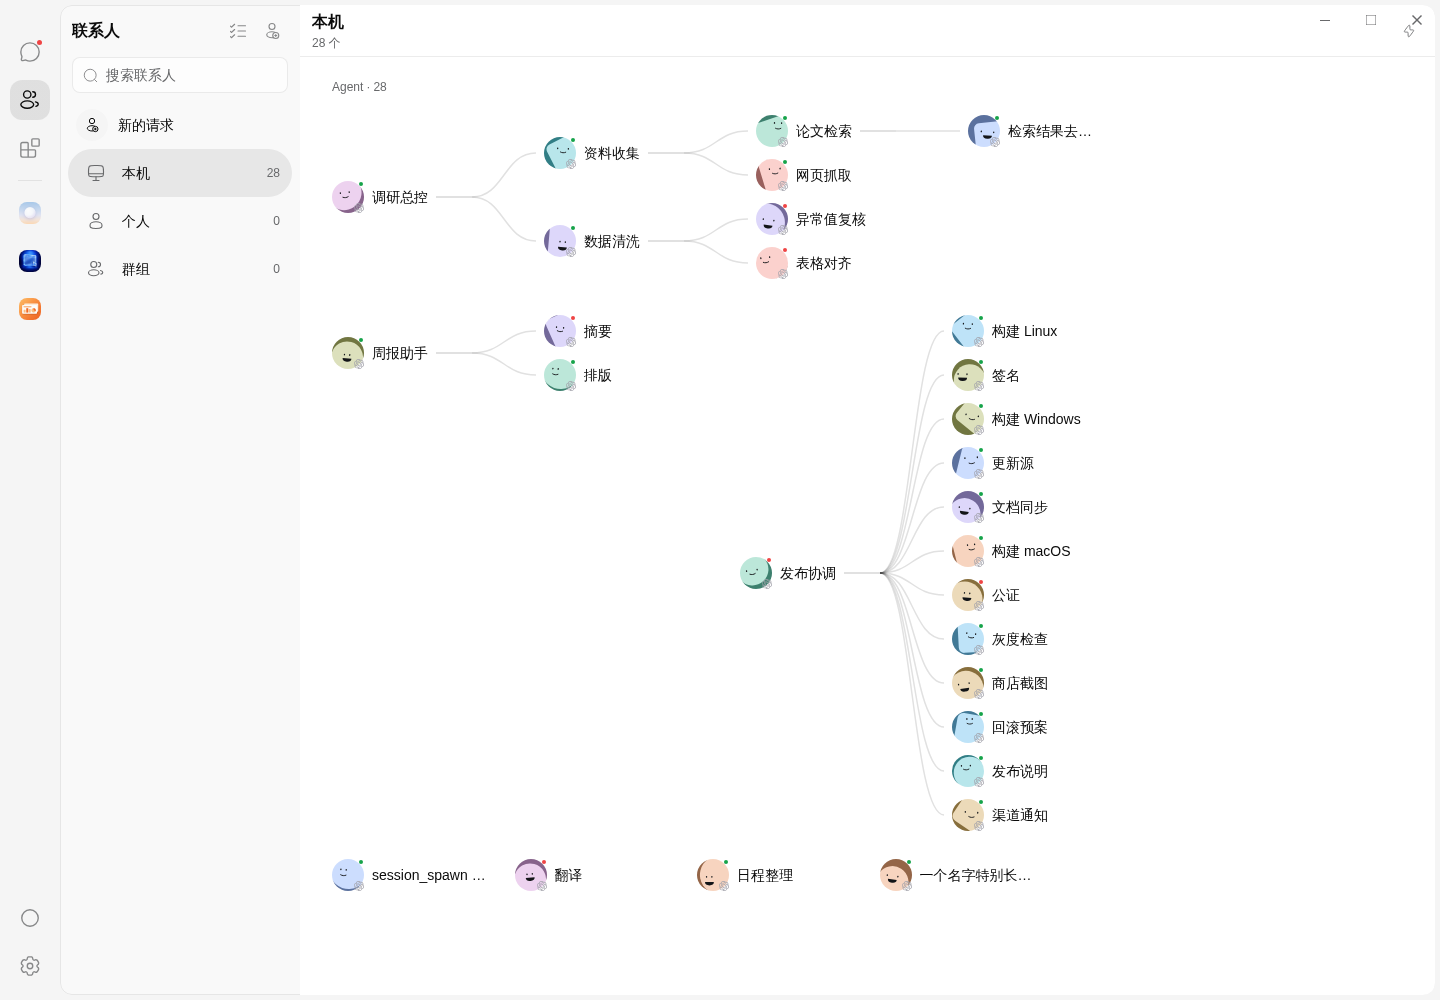 联系人
搜索联系人
新的请求
本机 28
个人 0
群组 0
本机
28 个
Agent · 28
调研总控
资料收集
论文检索
检索结果去…
网页抓取
数据清洗
异常值复核
表格对齐
周报助手
摘要
排版
发布协调
构建 Linux
签名
构建 Windows
更新源
文档同步
构建 macOS
公证
灰度检查
商店截图
回滚预案
发布说明
渠道通知
session_spawn …
翻译
日程整理
一个名字特别长…